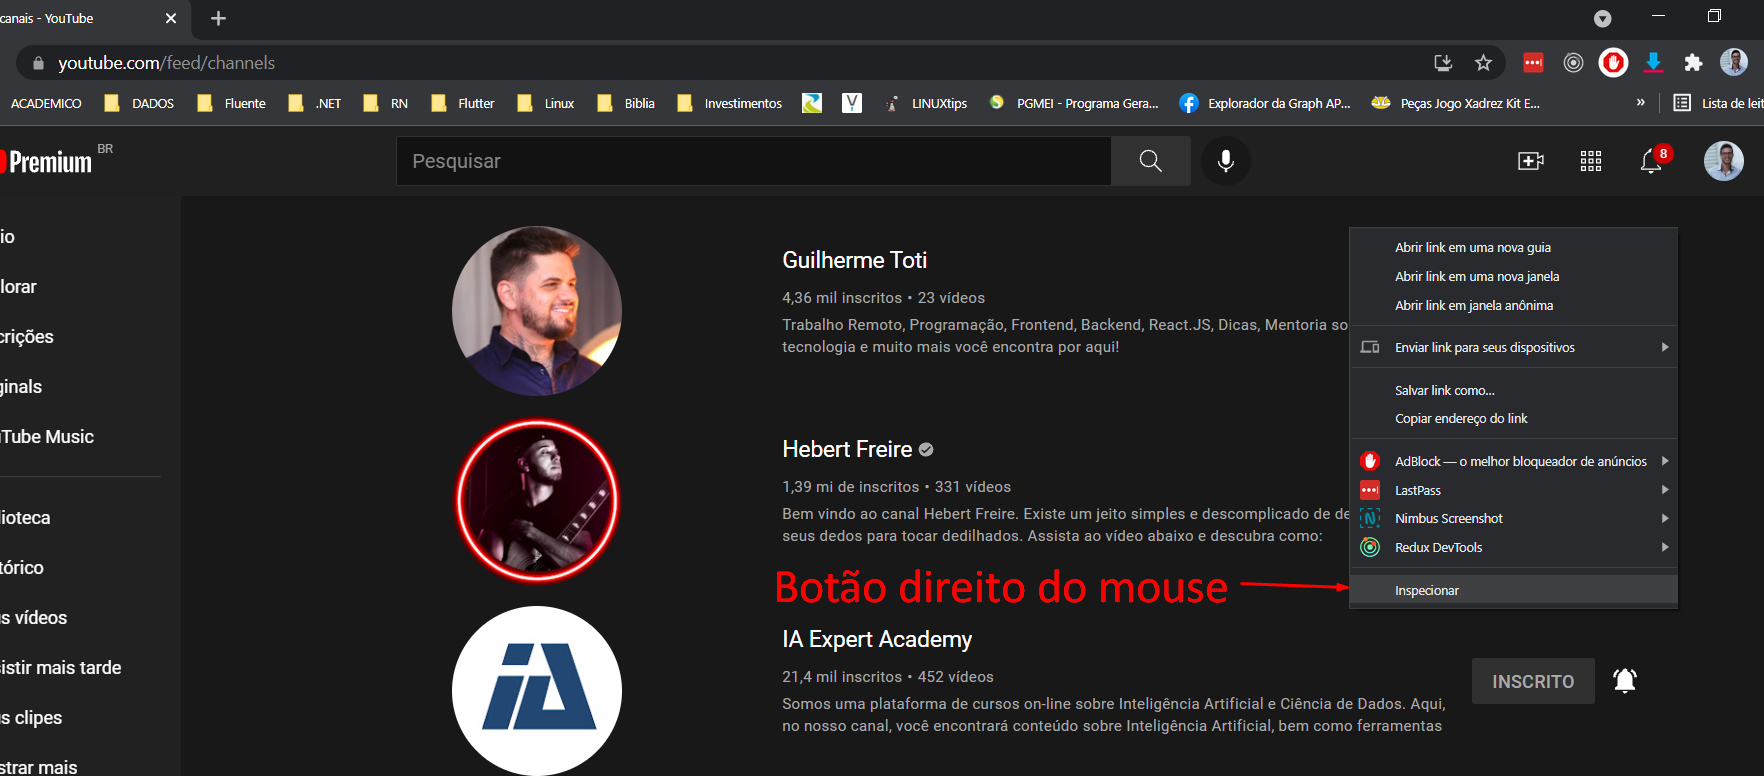 canais - YouTube
youtube.com/feed/channels
ACADEMICO
DADOS
Fluente
.NET
RN
Flutter
Linux
Biblia
Investimentos
LINUXtips
PGMEI - Programa Gera...
Explorador da Graph AP...
Peças Jogo Xadrez Kit E...
»
Lista de leit
Premium
BR
Pesquisar
8
io
lorar
crições
ginals
uTube Music
lioteca
tórico
s vídeos
sistir mais tarde
s clipes
strar mais
Guilherme Toti
4,36 mil inscritos • 23 vídeos
Trabalho Remoto, Programação, Frontend, Backend, React.JS, Dicas, Mentoria so
tecnologia e muito mais você encontra por aqui!
Hebert Freire
1,39 mi de inscritos • 331 vídeos
Bem vindo ao canal Hebert Freire. Existe um jeito simples e descomplicado de de
seus dedos para tocar dedilhados. Assista ao vídeo abaixo e descubra como:
Botão direito do mouse
iA
IA Expert Academy
21,4 mil inscritos • 452 vídeos
Somos uma plataforma de cursos on-line sobre Inteligência Artificial e Ciência de Dados. Aqui,
no nosso canal, você encontrará conteúdo sobre Inteligência Artificial, bem como ferramentas
INSCRITO
Abrir link em uma nova guia
Abrir link em uma nova janela
Abrir link em janela anônima
Enviar link para seus dispositivos
Salvar link como...
Copiar endereço do link
AdBlock — o melhor bloqueador de anúncios
LastPass
Nimbus Screenshot
Redux DevTools
Inspecionar